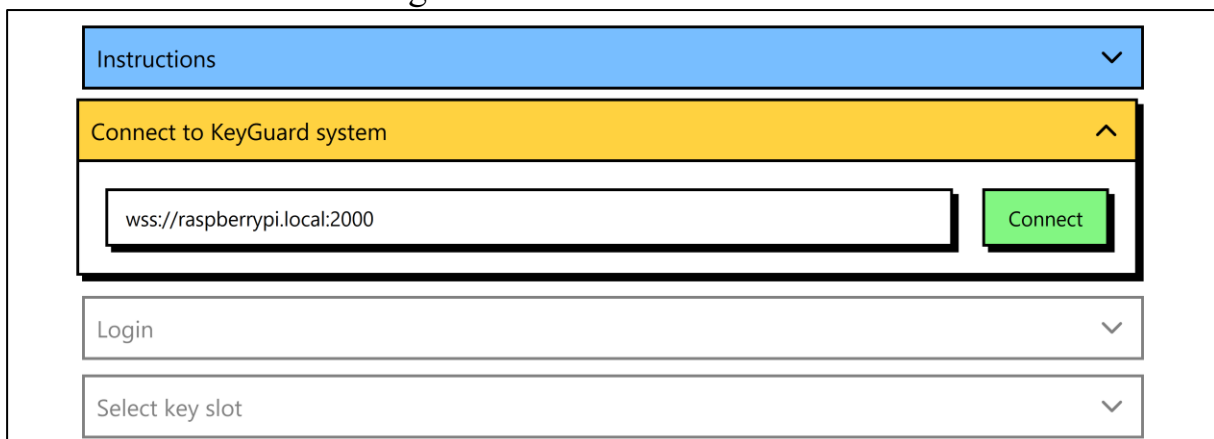 Instructions
Connect to KeyGuard system
wss://raspberrypi.local:2000
Connect
Login
Select key slot